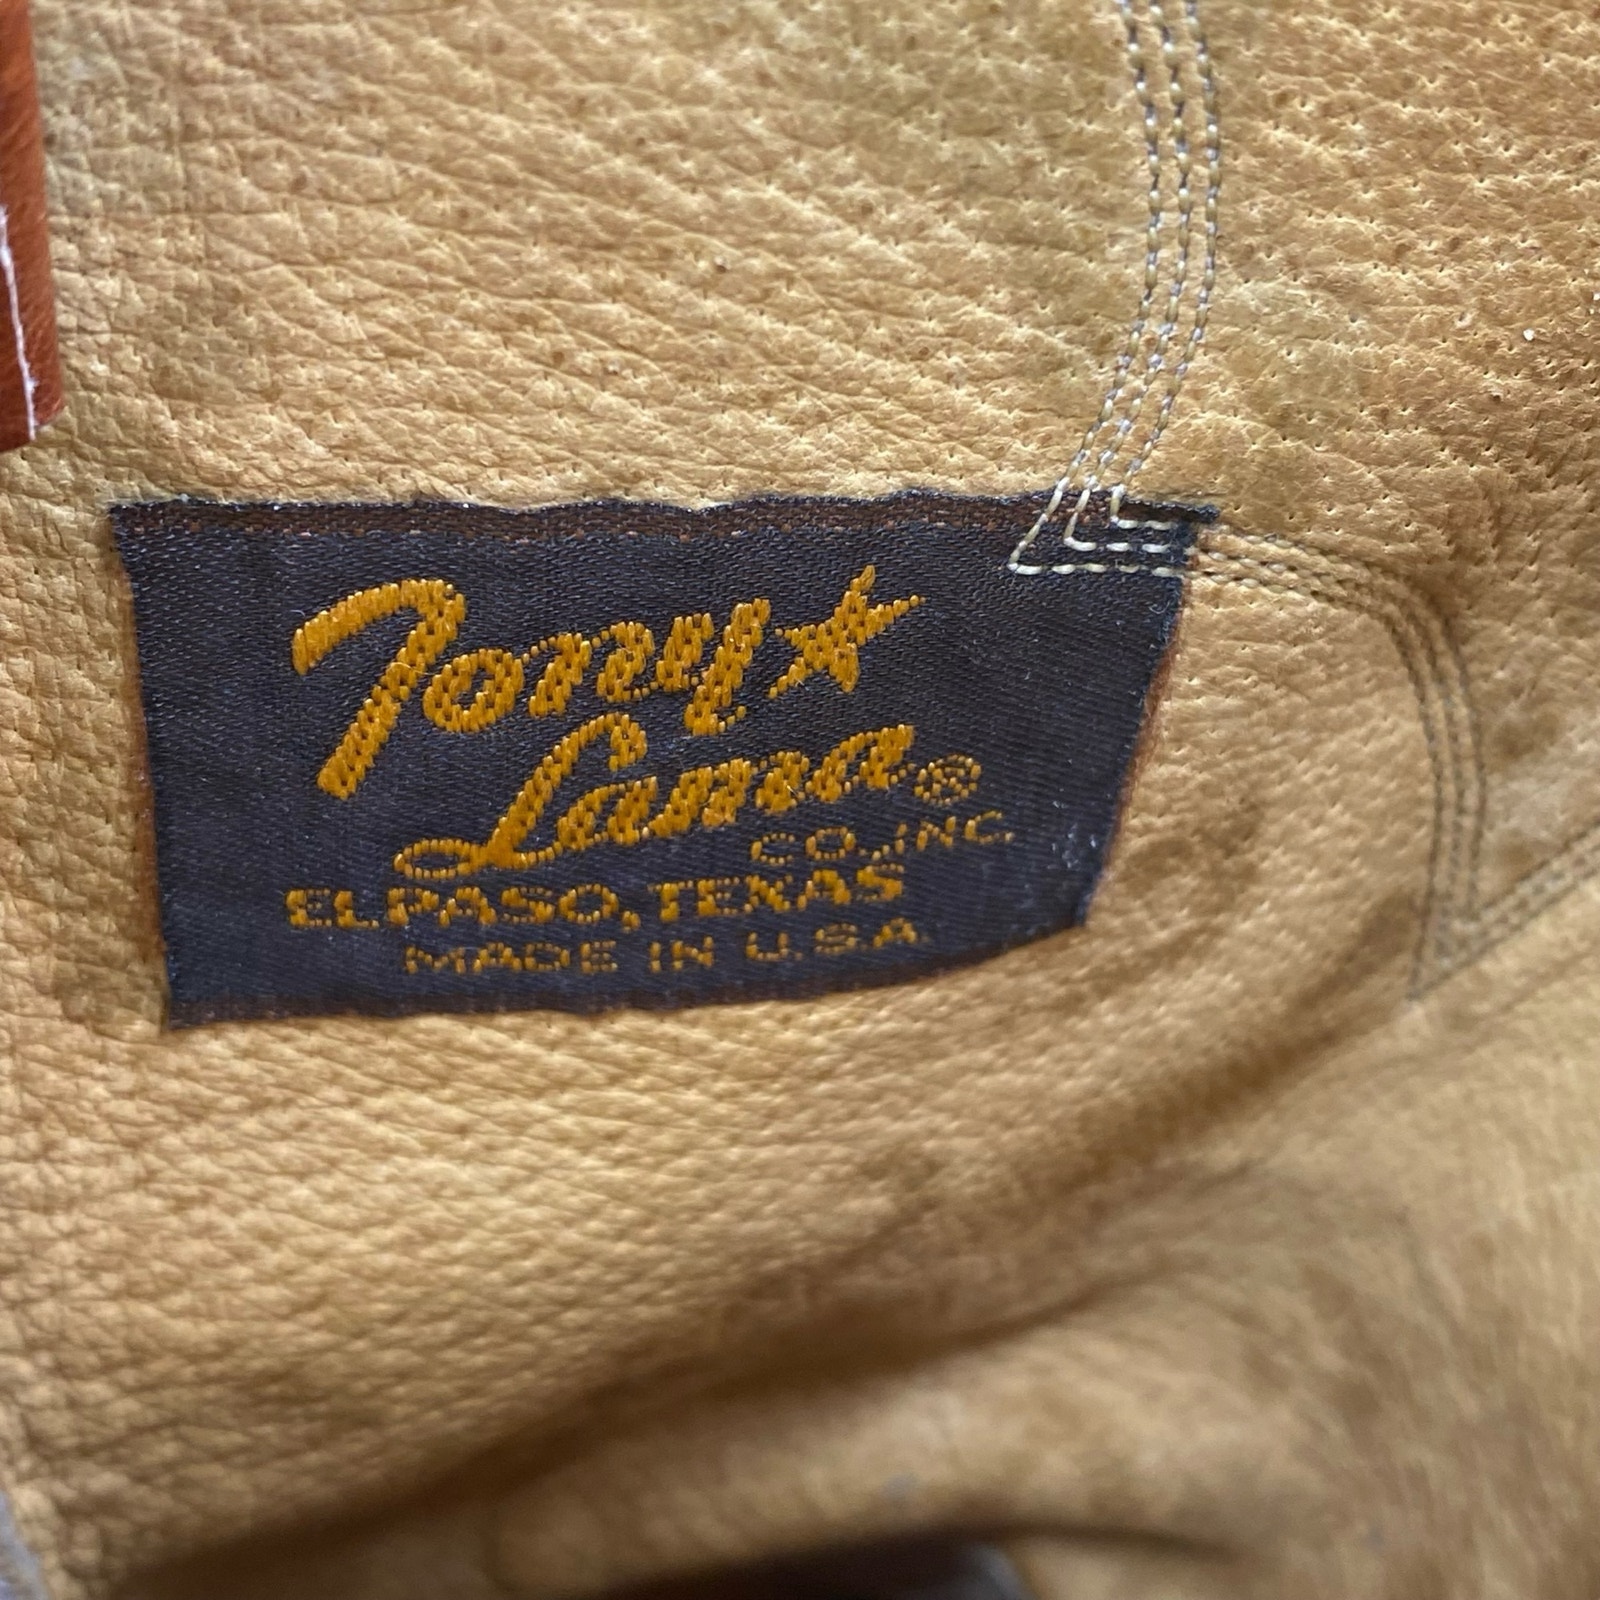 Tony
Lama®
CO., INC.
EL PASO, TEXAS
MADE IN U.S.A.